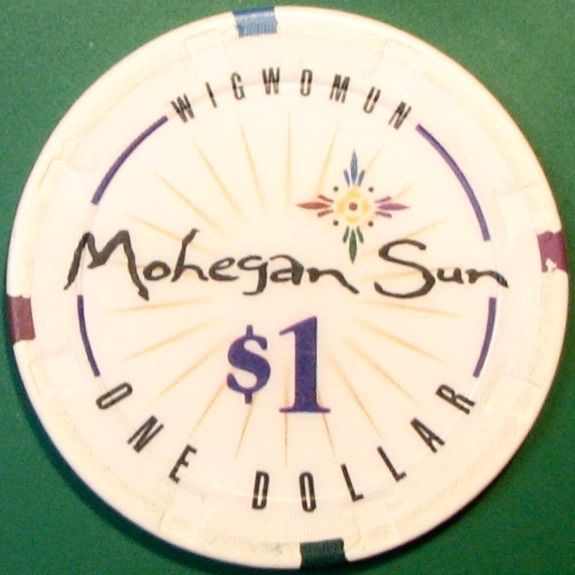 WIGWOMUN
Mohegan Sun
$1
ONE DOLLAR